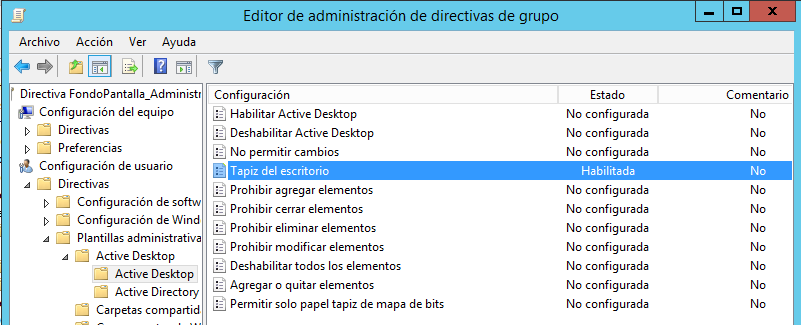 Editor de administración de directivas de grupo
Archivo Acción Ver Ayuda
Directiva FondoPantalla_Administr
Configuración del equipo
Directivas
Preferencias
Configuración de usuario
Directivas
Configuración de softw
Configuración de Wind
Plantillas administrativa
Active Desktop
Active Desktop
Active Directory
Carpetas compartid
Configuración Estado Comentario
Habilitar Active Desktop No configurada No
Deshabilitar Active Desktop No configurada No
No permitir cambios No configurada No
Tapiz del escritorio Habilitada No
Prohibir agregar elementos No configurada No
Prohibir cerrar elementos No configurada No
Prohibir eliminar elementos No configurada No
Prohibir modificar elementos No configurada No
Deshabilitar todos los elementos No configurada No
Agregar o quitar elementos No configurada No
Permitir solo papel tapiz de mapa de bits No configurada No